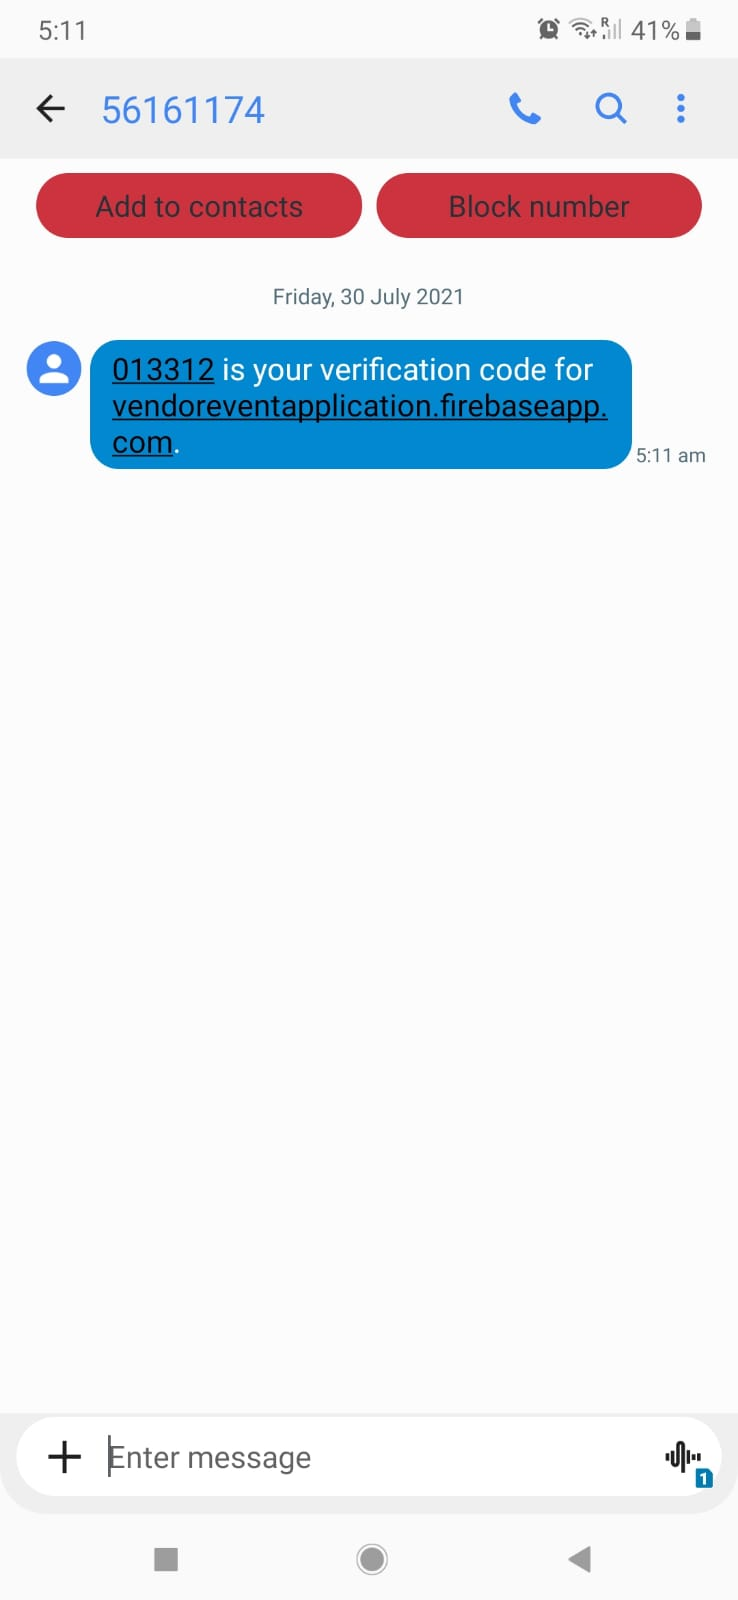 5:11
R 41%
56161174
Add to contacts
Block number
Friday, 30 July 2021
013312 is your verification code for
vendoreventapplication.firebaseapp.
com.
5:11 am
Enter message
1